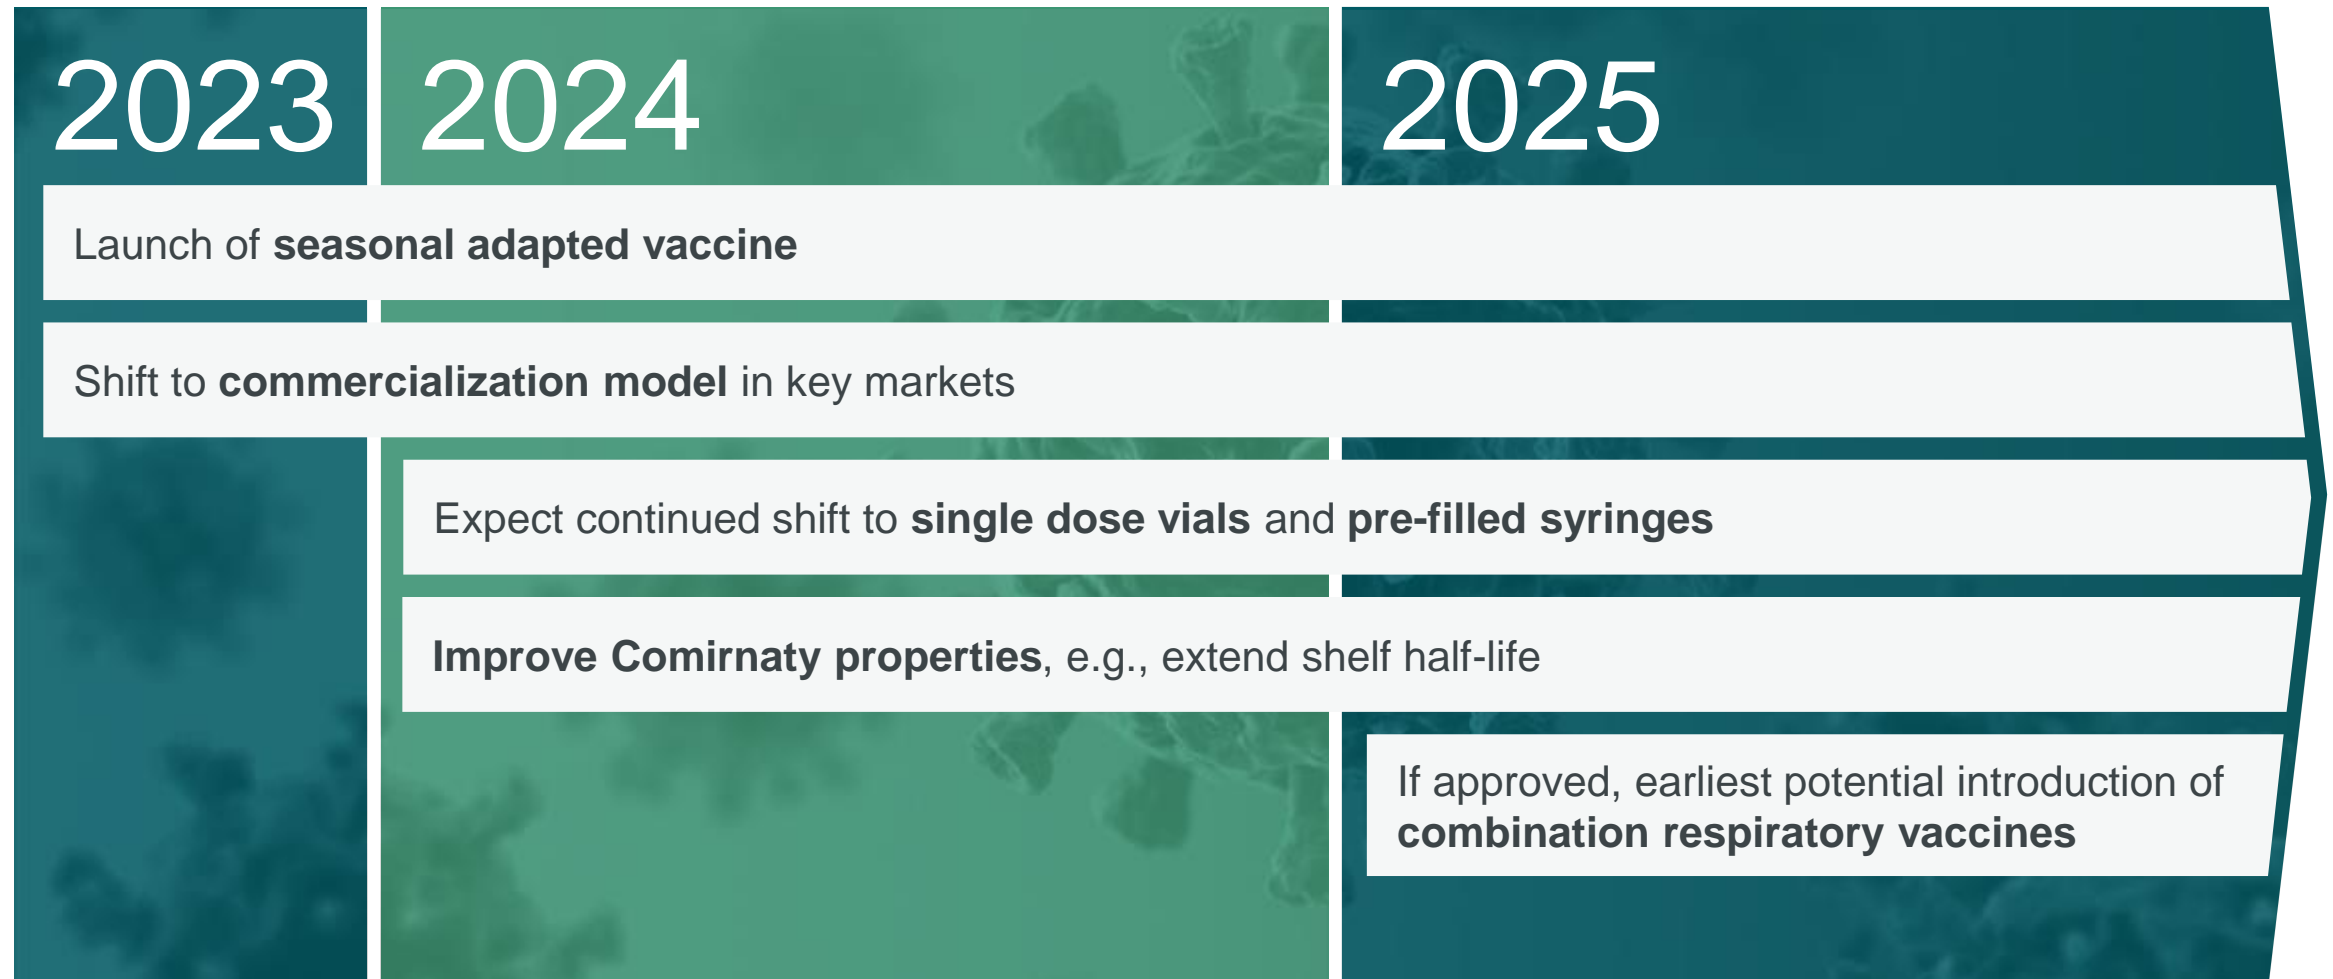 2023
2024
2025
Launch of seasonal adapted vaccine
Shift to commercialization model in key markets
Expect continued shift to single dose vials and pre-filled syringes
Improve Comirnaty properties, e.g., extend shelf half-life
If approved, earliest potential introduction of
combination respiratory vaccines